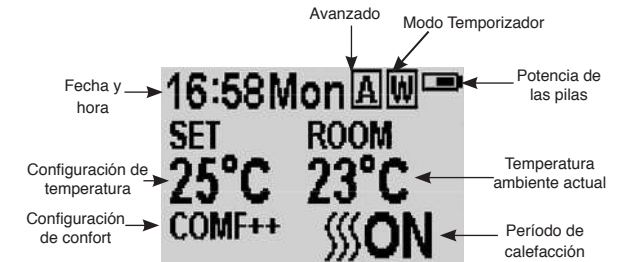 Avanzado
Modo Temporizador
Fecha y
hora
16:58Mon A W
Potencia de
las pilas
SET ROOM
Configuración de
temperatura
25°C 23°C
Temperatura
ambiente actual
Configuración
de confort
COMF++ ON
Período de
calefacción